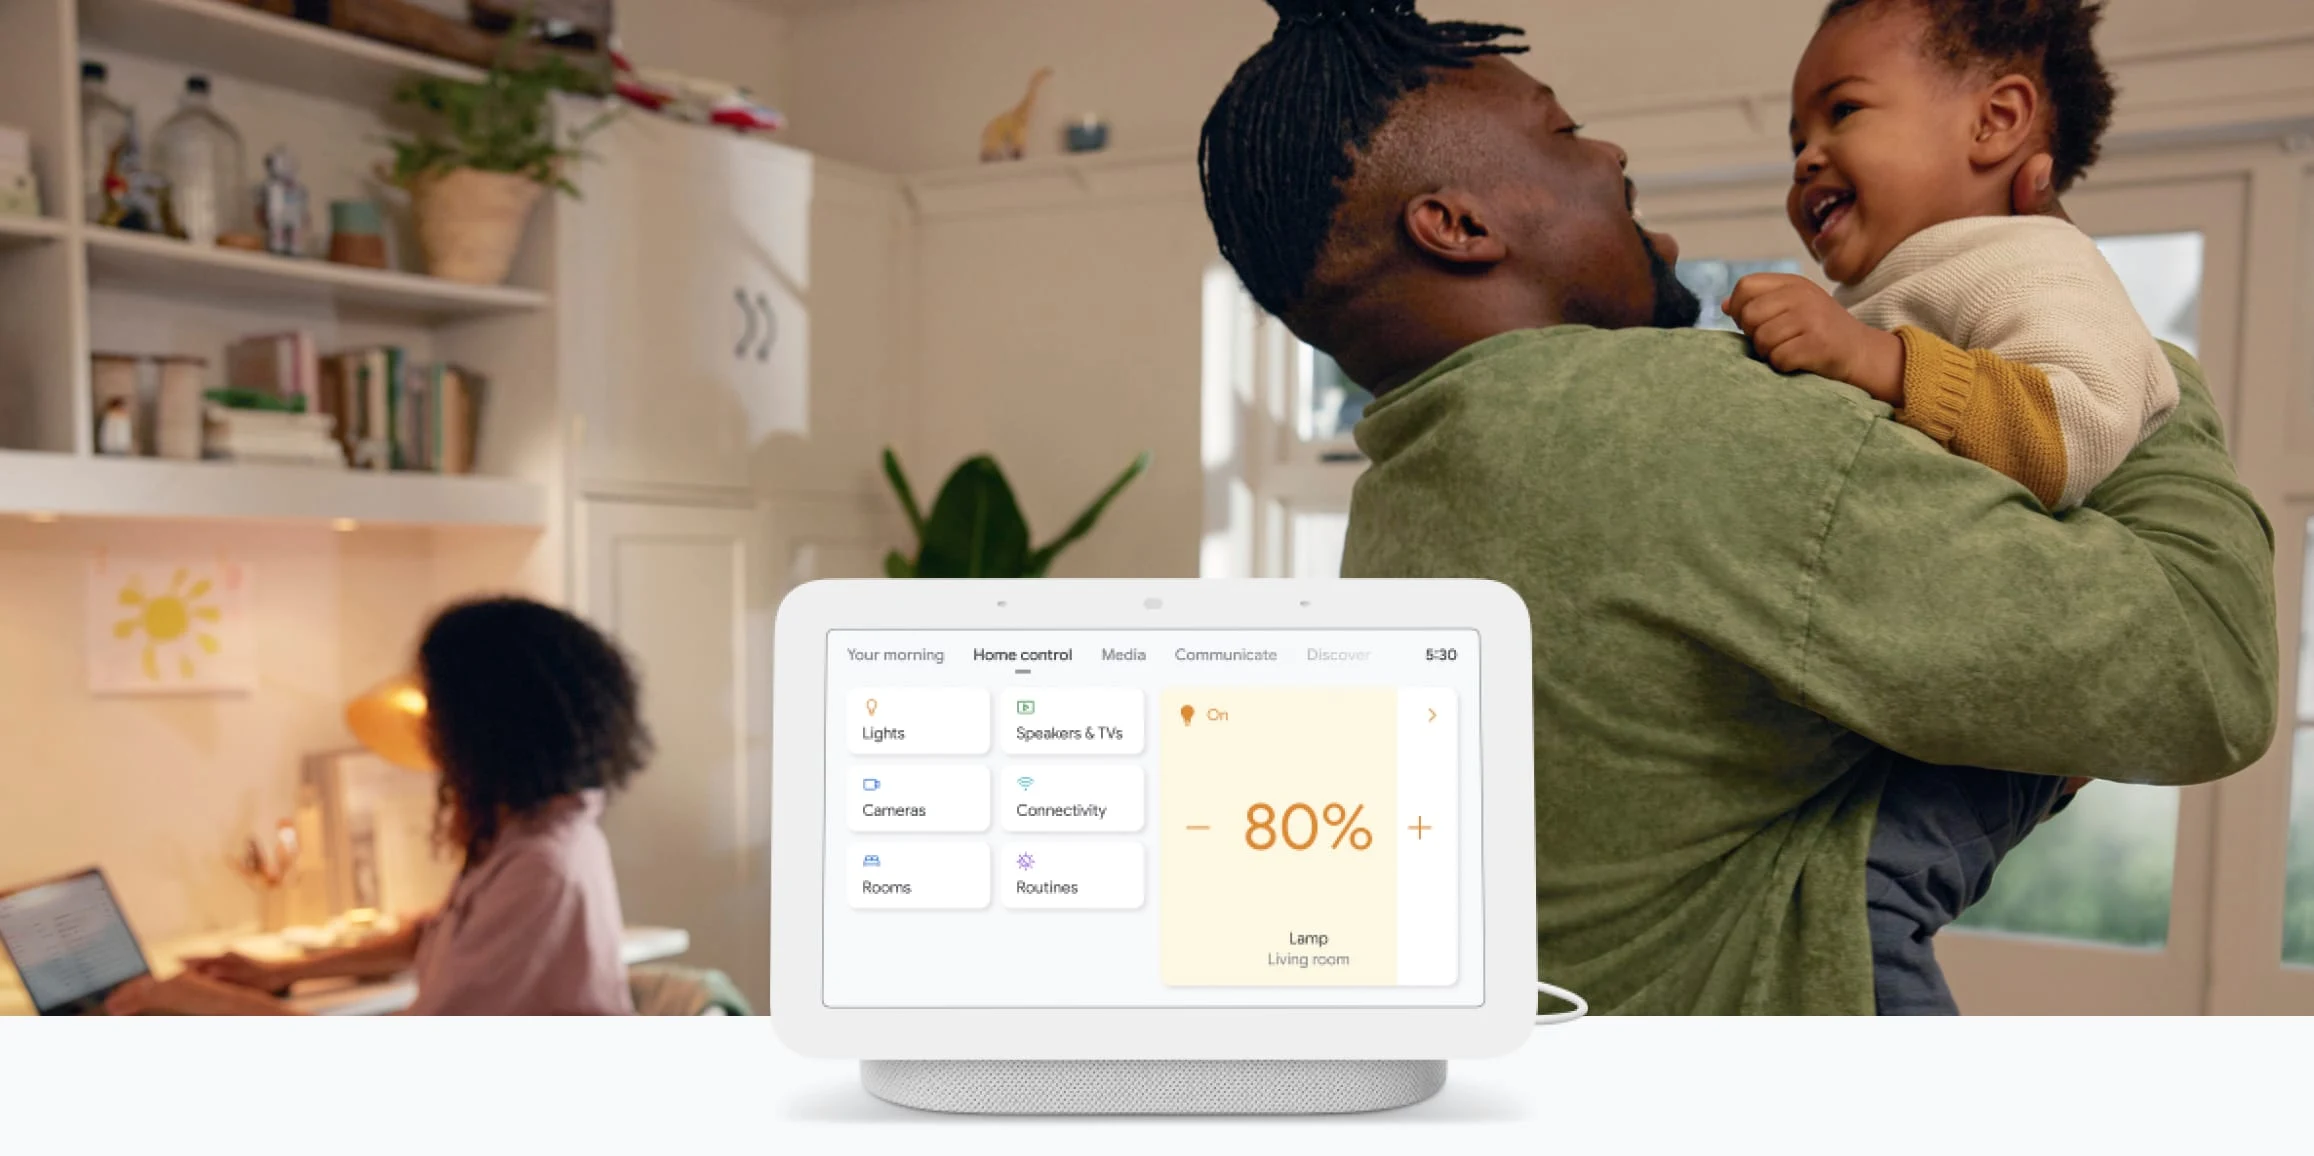 Your morning Home control Media Communicate Discover 5:30
Lights
Speakers & TVs
On
Cameras
Connectivity
80%
Rooms
Routines
Lamp
Living room